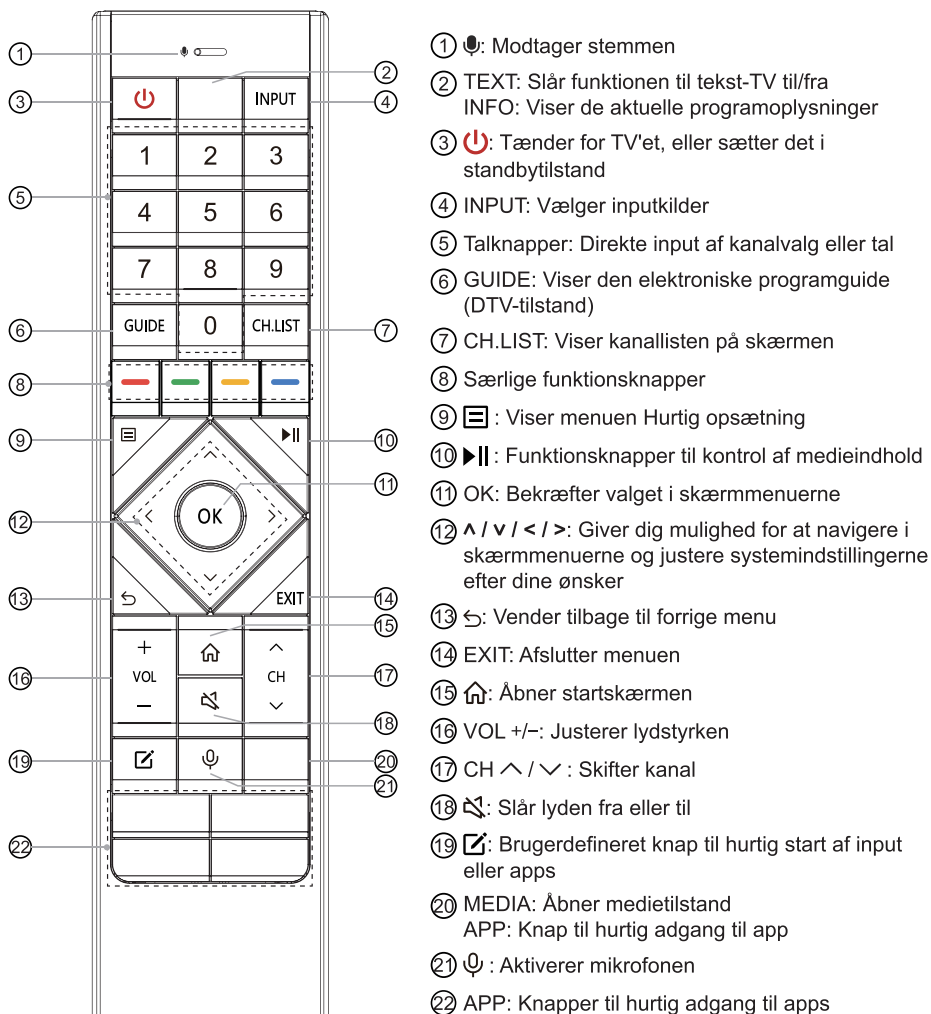 1
2
3
INPUT
4
1 2 3
5
4 5 6
7 8 9
6
GUIDE 0 CH.LIST
7
8
9
10
11
12
OK
13
EXIT
14
15
+
VOL
−
CH
16
17
18
19
20
21
22
① : Modtager stemmen
② TEXT: Slår funktionen til tekst-TV til/fra
INFO: Viser de aktuelle programoplysninger
③ : Tænder for TV'et, eller sætter det i
standbytilstand
④ INPUT: Vælger inputkilder
⑤ Talknapper: Direkte input af kanalvalg eller tal
⑥ GUIDE: Viser den elektroniske programguide
(DTV-tilstand)
⑦ CH.LIST: Viser kanallisten på skærmen
⑧ Særlige funktionsknapper
⑨ : Viser menuen Hurtig opsætning
⑩ : Funktionsknapper til kontrol af medieindhold
⑪ OK: Bekræfter valget i skærmmenuerne
⑫ ∧ / ∨ / < / >: Giver dig mulighed for at navigere i
skærmmenuerne og justere systemindstillingerne
efter dine ønsker
⑬ : Vender tilbage til forrige menu
⑭ EXIT: Afslutter menuen
⑮ : Åbner startskærmen
⑯ VOL +/−: Justerer lydstyrken
⑰ CH ∧ / ∨ : Skifter kanal
⑱ : Slår lyden fra eller til
⑲ : Brugerdefineret knap til hurtig start af input
eller apps
⑳ MEDIA: Åbner medietilstand
APP: Knap til hurtig adgang til app
㉑ : Aktiverer mikrofonen
㉒ APP: Knapper til hurtig adgang til apps